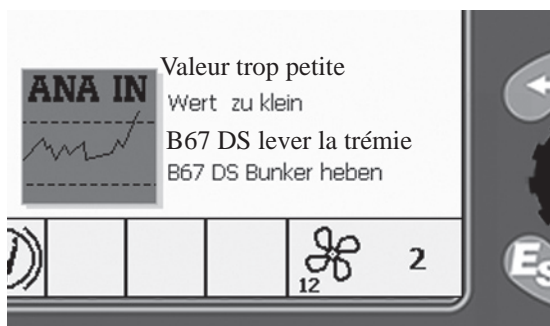 ANA IN
Valeur trop petite
Wert zu klein
B67 DS lever la trémie
B67 DS Bunker heben
12
2